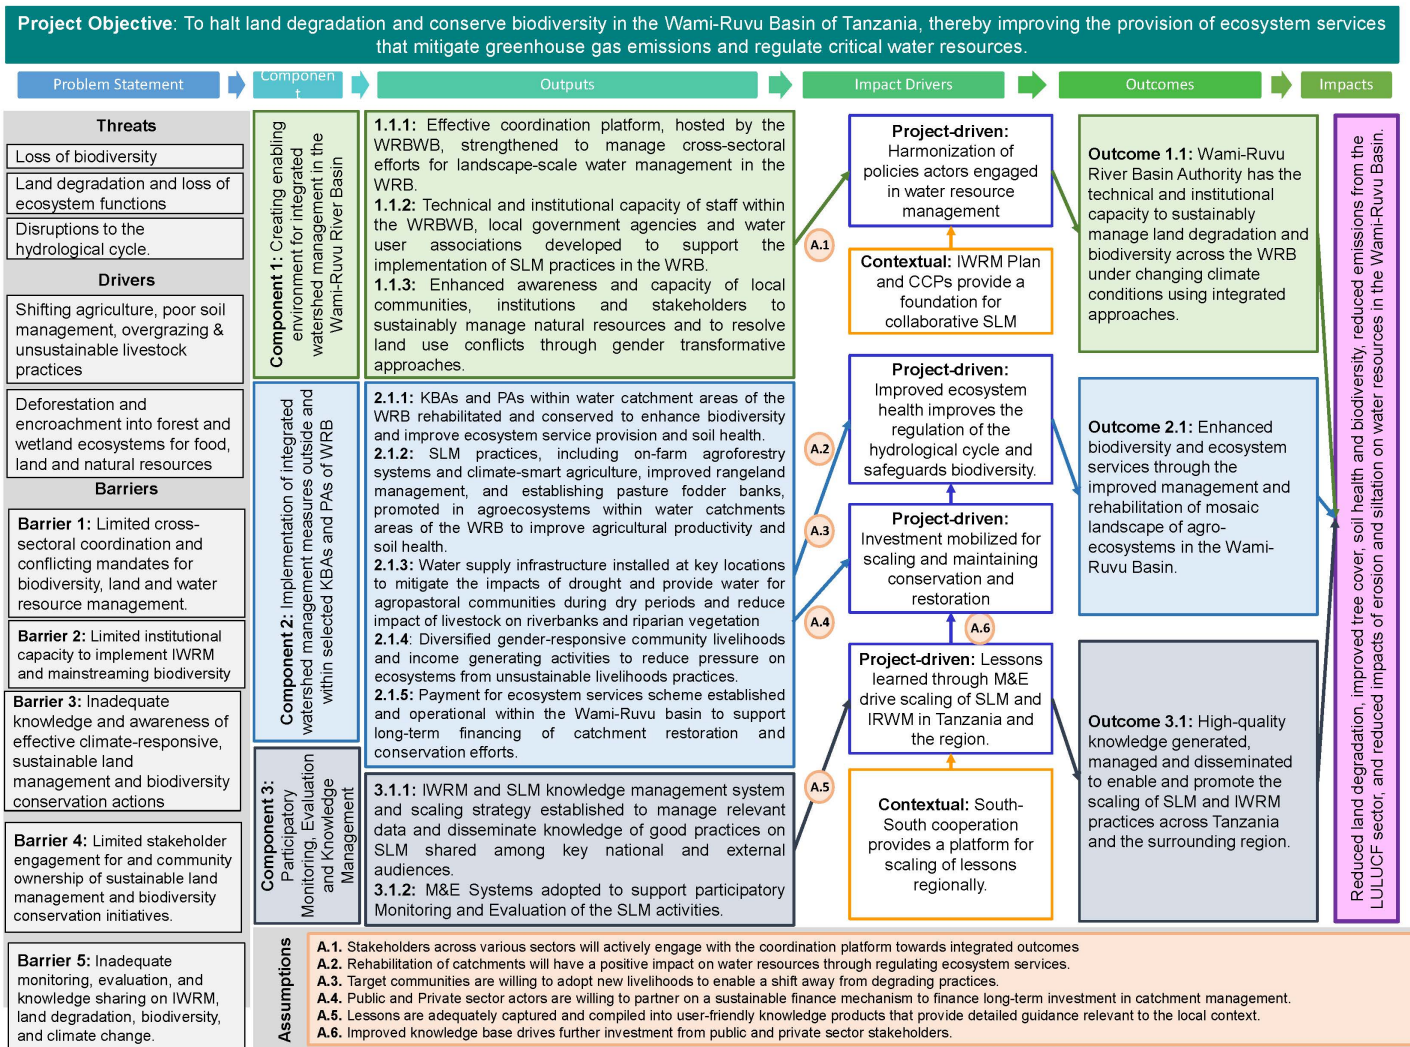 Project Objective: To halt land degradation and conserve biodiversity in the Wami-Ruvu Basin of Tanzania, thereby improving the provision of ecosystem services
that mitigate greenhouse gas emissions and regulate critical water resources.
Problem Statement
Componen
t
Outputs
Impact Drivers
Outcomes
Impacts
Threats
Loss of biodiversity
Land degradation and loss of
ecosystem functions
Disruptions to the
hydrological cycle.
Drivers
Shifting agriculture, poor soil
management, overgrazing &
unsustainable livestock
practices
Deforestation and
encroachment into forest and
wetland ecosystems for food,
land and natural resources
Barriers
Barrier 1: Limited cross-
sectoral coordination and
conflicting mandates for
biodiversity, land and water
resource management.
Barrier 2: Limited institutional
capacity to implement IWRM
and mainstreaming biodiversity
Barrier 3: Inadequate
knowledge and awareness of
effective climate-responsive,
sustainable land
management and biodiversity
conservation actions
Barrier 4: Limited stakeholder
engagement for and community
ownership of sustainable land
management and biodiversity
conservation initiatives.
Barrier 5: Inadequate
monitoring, evaluation, and
knowledge sharing on IWRM,
land degradation, biodiversity,
and climate change.
Component 1: Creating enabling
environment for integrated
watershed management in the
Wami-Ruvu River Basin
Component 2: Implementation of integrated
watershed management measures outside and
within selected KBAs and PAs of WRB
Component 3:
Participatory
Monitoring, Evaluation
and Knowledge
Management
1.1.1: Effective coordination platform, hosted by the
WRBWB, strengthened to manage cross-sectoral
efforts for landscape-scale water management in the
WRB.
1.1.2: Technical and institutional capacity of staff within
the WRBWB, local government agencies and water
user associations developed to support the
implementation of SLM practices in the WRB.
1.1.3: Enhanced awareness and capacity of local
communities, institutions and stakeholders to
sustainably manage natural resources and to resolve
land use conflicts through gender transformative
approaches.
2.1.1: KBAs and PAs within water catchment areas of the
WRB rehabilitated and conserved to enhance biodiversity
and improve ecosystem service provision and soil health.
2.1.2: SLM practices, including on-farm agroforestry
systems and climate-smart agriculture, improved rangeland
management, and establishing pasture fodder banks,
promoted in agroecosystems within water catchments
areas of the WRB to improve agricultural productivity and
soil health.
2.1.3: Water supply infrastructure installed at key locations
to mitigate the impacts of drought and provide water for
agropastoral communities during dry periods and reduce
impact of livestock on riverbanks and riparian vegetation
2.1.4: Diversified gender-responsive community livelihoods
and income generating activities to reduce pressure on
ecosystems from unsustainable livelihoods practices.
2.1.5: Payment for ecosystem services scheme established
and operational within the Wami-Ruvu basin to support
long-term financing of catchment restoration and
conservation efforts.
3.1.1: IWRM and SLM knowledge management system
and scaling strategy established to manage relevant
data and disseminate knowledge of good practices on
SLM shared among key national and external
audiences.
3.1.2: M&E Systems adopted to support participatory
Monitoring and Evaluation of the SLM activities.
A.1
A.2
A.3
A.4
A.5
Project-driven:
Harmonization of
policies actors engaged
in water resource
management
Contextual: IWRM Plan
and CCPs provide a
foundation for
collaborative SLM
Project-driven:
Improved ecosystem
health improves the
regulation of the
hydrological cycle and
safeguards biodiversity.
Project-driven:
Investment mobilized for
scaling and maintaining
conservation and
restoration
A.6
Project-driven: Lessons
learned through M&E
drive scaling of SLM and
IRWM in Tanzania and
the region.
Contextual: South-
South cooperation
provides a platform for
scaling of lessons
regionally.
Outcome 1.1: Wami-Ruvu
River Basin Authority has the
technical and institutional
capacity to sustainably
manage land degradation and
biodiversity across the WRB
under changing climate
conditions using integrated
approaches.
Outcome 2.1: Enhanced
biodiversity and ecosystem
services through the
improved management and
rehabilitation of mosaic
landscape of agro-
ecosystems in the Wami-
Ruvu Basin.
Outcome 3.1: High-quality
knowledge generated,
managed and disseminated
to enable and promote the
scaling of SLM and IWRM
practices across Tanzania
and the surrounding region.
Reduced land degradation, improved tree cover, soil health and biodiversity, reduced emissions from the
LULUCF sector, and reduced impacts of erosion and siltation on water resources in the Wami-Ruvu Basin.
Assumptions
A.1. Stakeholders across various sectors will actively engage with the coordination platform towards integrated outcomes
A.2. Rehabilitation of catchments will have a positive impact on water resources through regulating ecosystem services.
A.3. Target communities are willing to adopt new livelihoods to enable a shift away from degrading practices.
A.4. Public and Private sector actors are willing to partner on a sustainable finance mechanism to finance long-term investment in catchment management.
A.5. Lessons are adequately captured and compiled into user-friendly knowledge products that provide detailed guidance relevant to the local context.
A.6. Improved knowledge base drives further investment from public and private sector stakeholders.